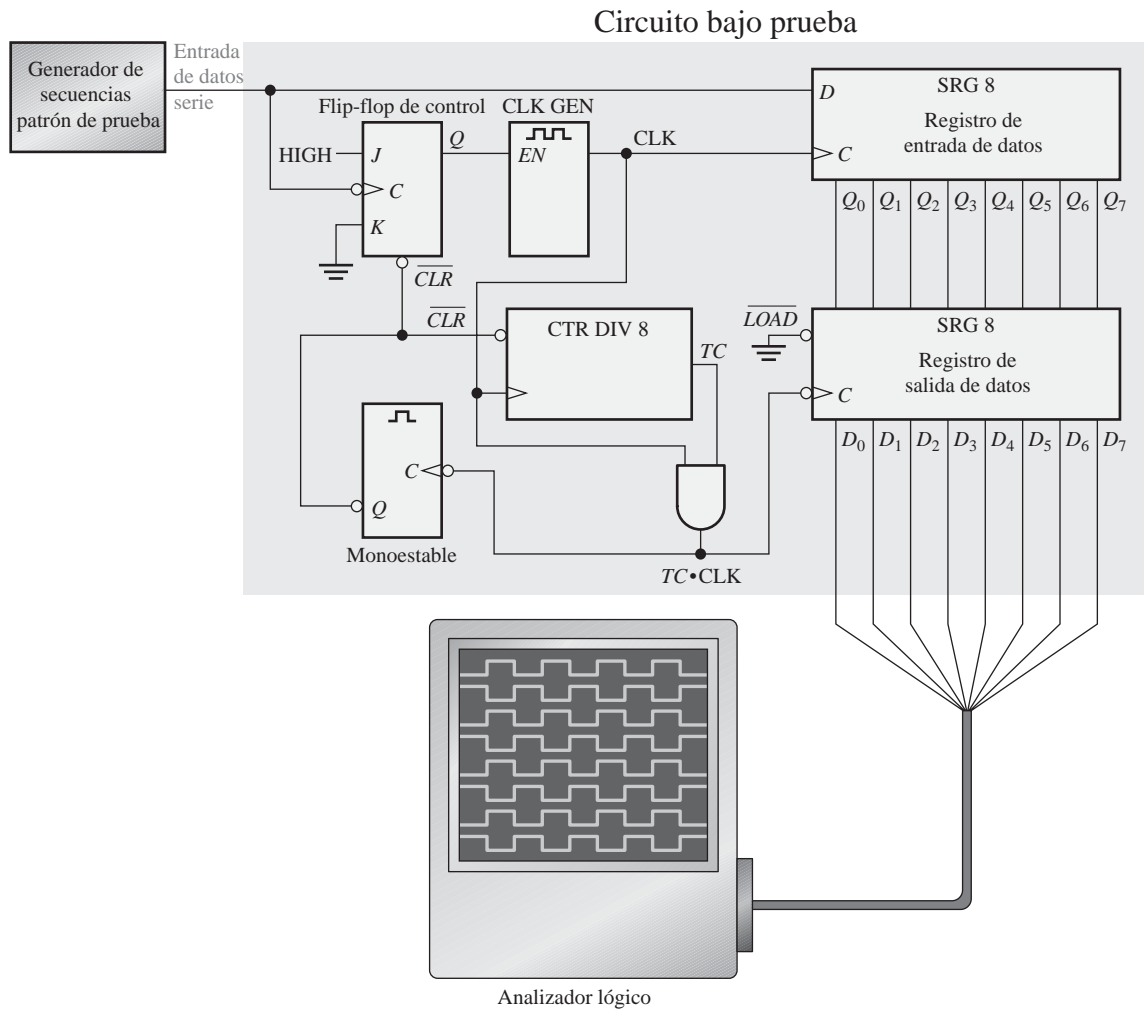 Circuito bajo prueba
Generador de
secuencias
patrón de prueba
Entrada
de datos
serie
Flip-flop de control
CLK GEN
HIGH
J
C
K
Q
CLR
EN
CLK
D
C
SRG 8
Registro de
entrada de datos
Q0 Q1 Q2 Q3 Q4 Q5 Q6 Q7
CLR
CTR DIV 8
TC
LOAD
C
SRG 8
Registro de
salida de datos
D0 D1 D2 D3 D4 D5 D6 D7
C
Q
Monoestable
TC•CLK
Analizador lógico